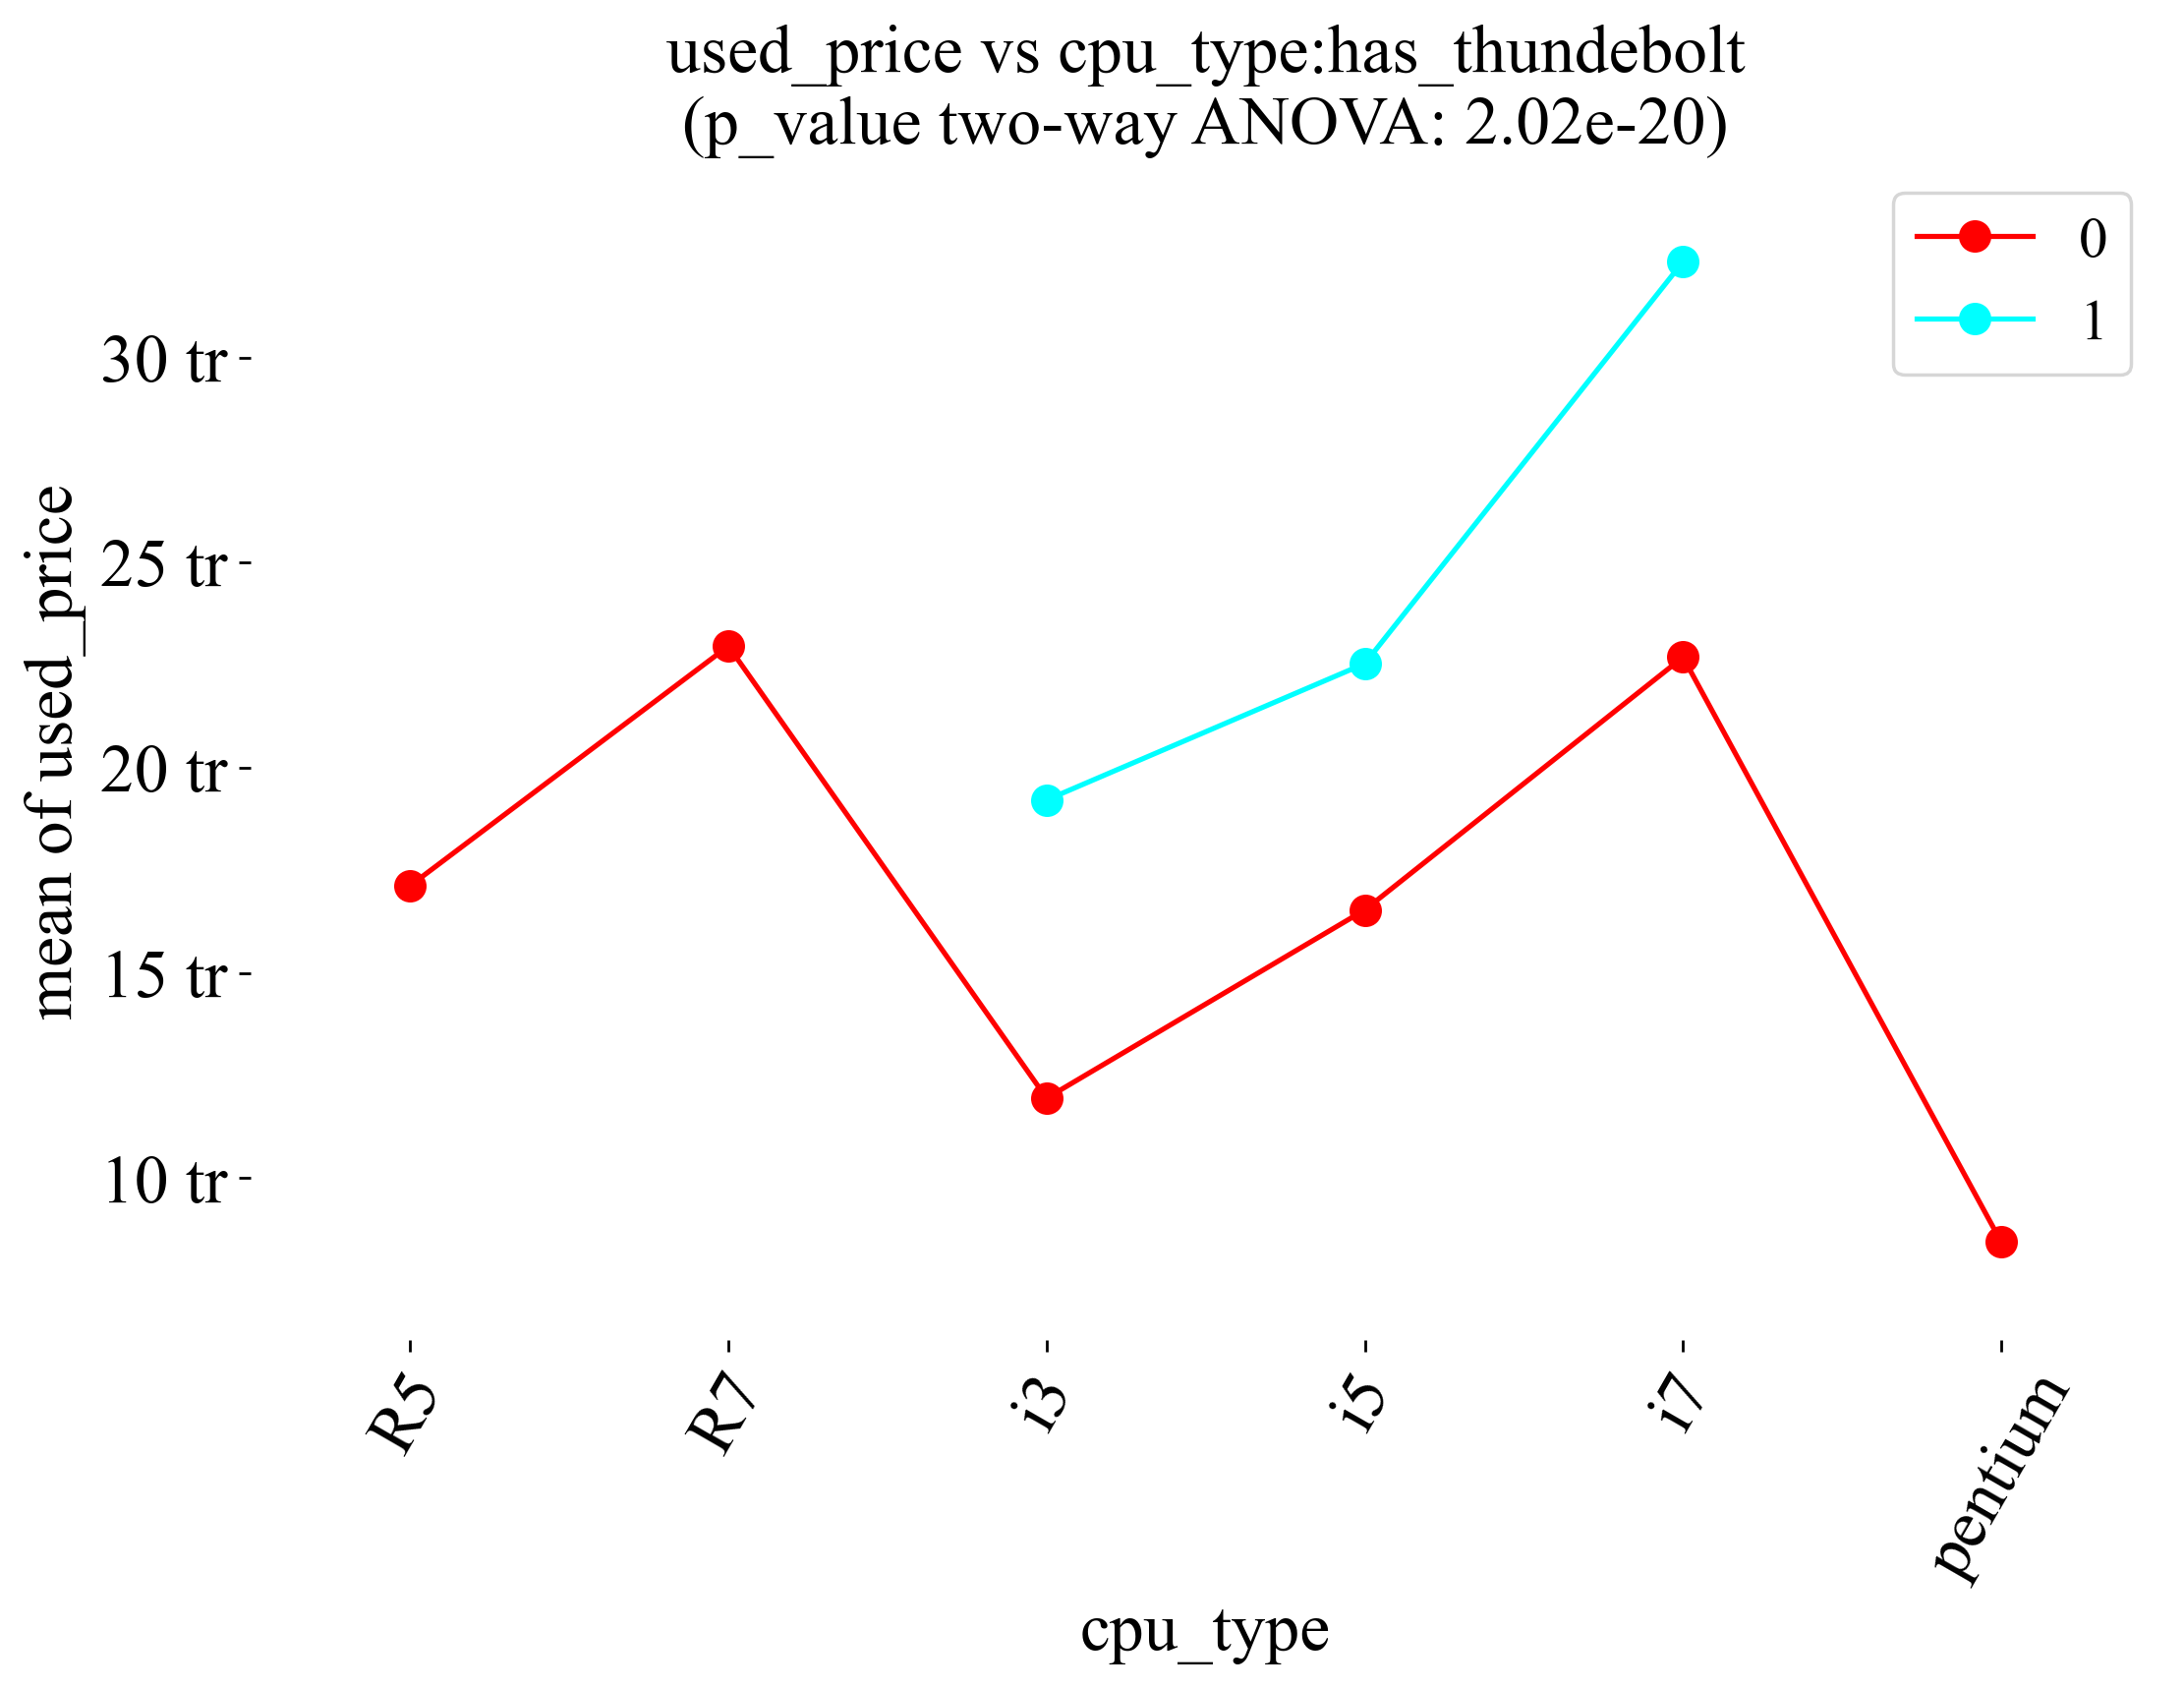 used_price vs cpu_type:has_thundebolt
(p_value two-way ANOVA: 2.02e-20)
0
1
mean of used_price
30 tr
25 tr
20 tr
15 tr
10 tr
R5
R7
i3
i5
i7
pentium
cpu_type